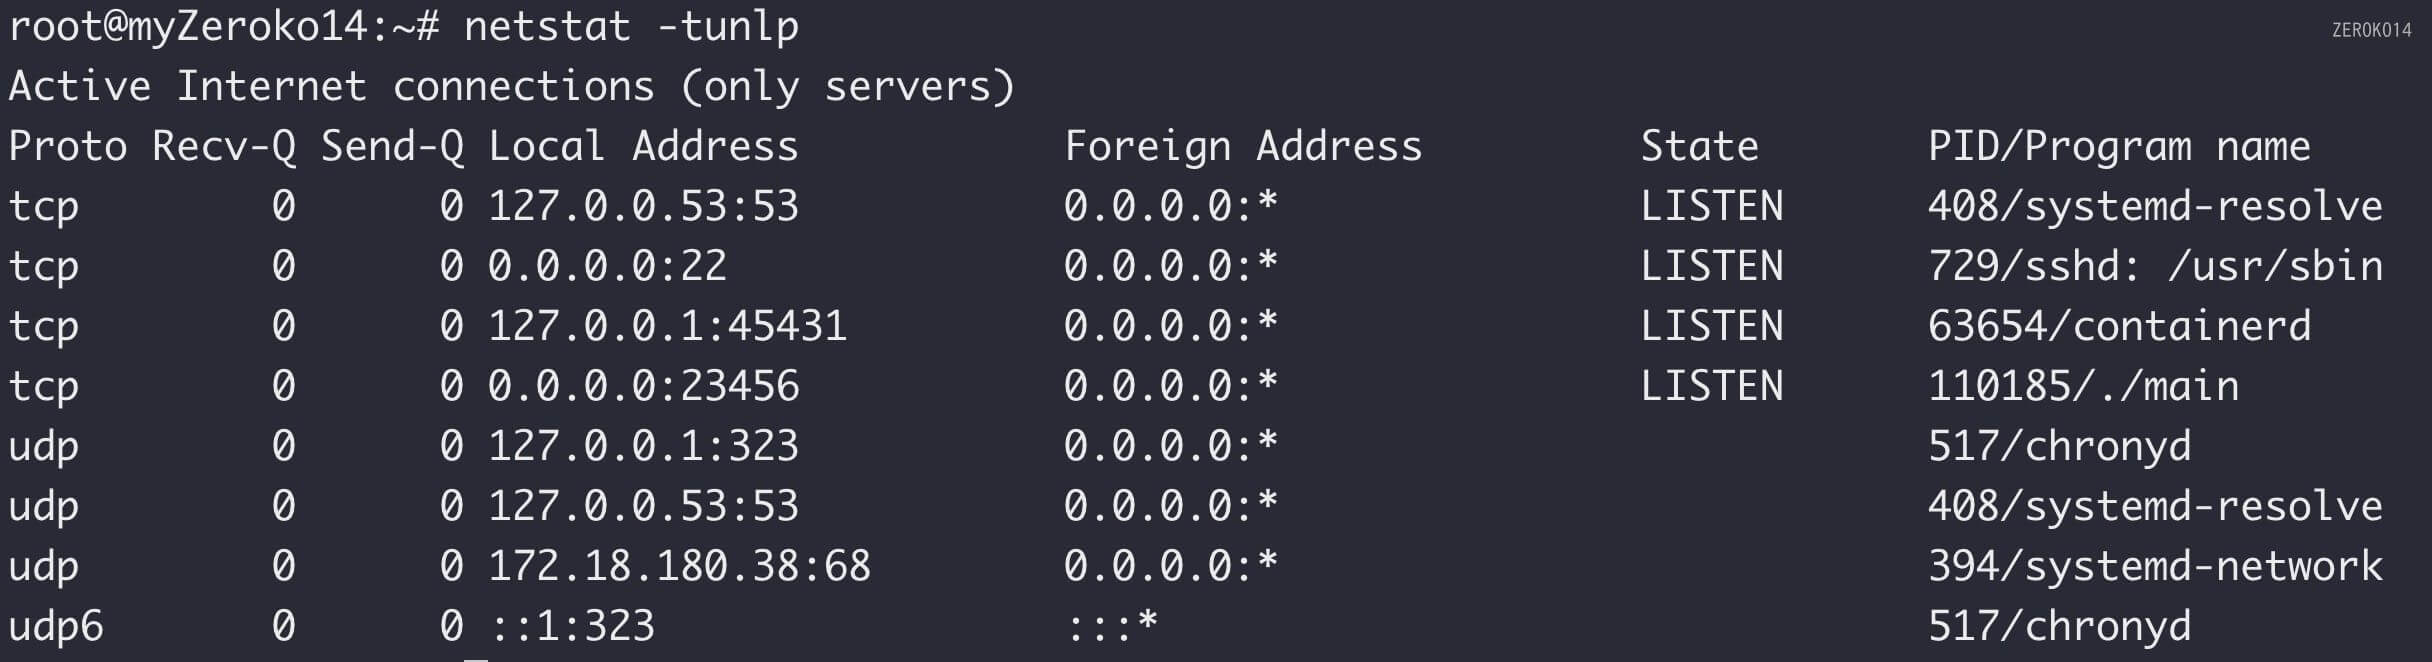 root@myZeroko14:~# netstat -tunlp
ZEROKO14
Active Internet connections (only servers)
Proto Recv-Q Send-Q Local Address           Foreign Address         State       PID/Program name
tcp        0      0 127.0.0.53:53           0.0.0.0:*               LISTEN      408/systemd-resolve
tcp        0      0 0.0.0.0:22              0.0.0.0:*               LISTEN      729/sshd: /usr/sbin
tcp        0      0 127.0.0.1:45431         0.0.0.0:*               LISTEN      63654/containerd
tcp        0      0 0.0.0.0:23456           0.0.0.0:*               LISTEN      110185/./main
udp        0      0 127.0.0.1:323           0.0.0.0:*                           517/chronyd
udp        0      0 127.0.0.53:53           0.0.0.0:*                           408/systemd-resolve
udp        0      0 172.18.180.38:68        0.0.0.0:*                           394/systemd-network
udp6       0      0 ::1:323                 :::*                                517/chronyd